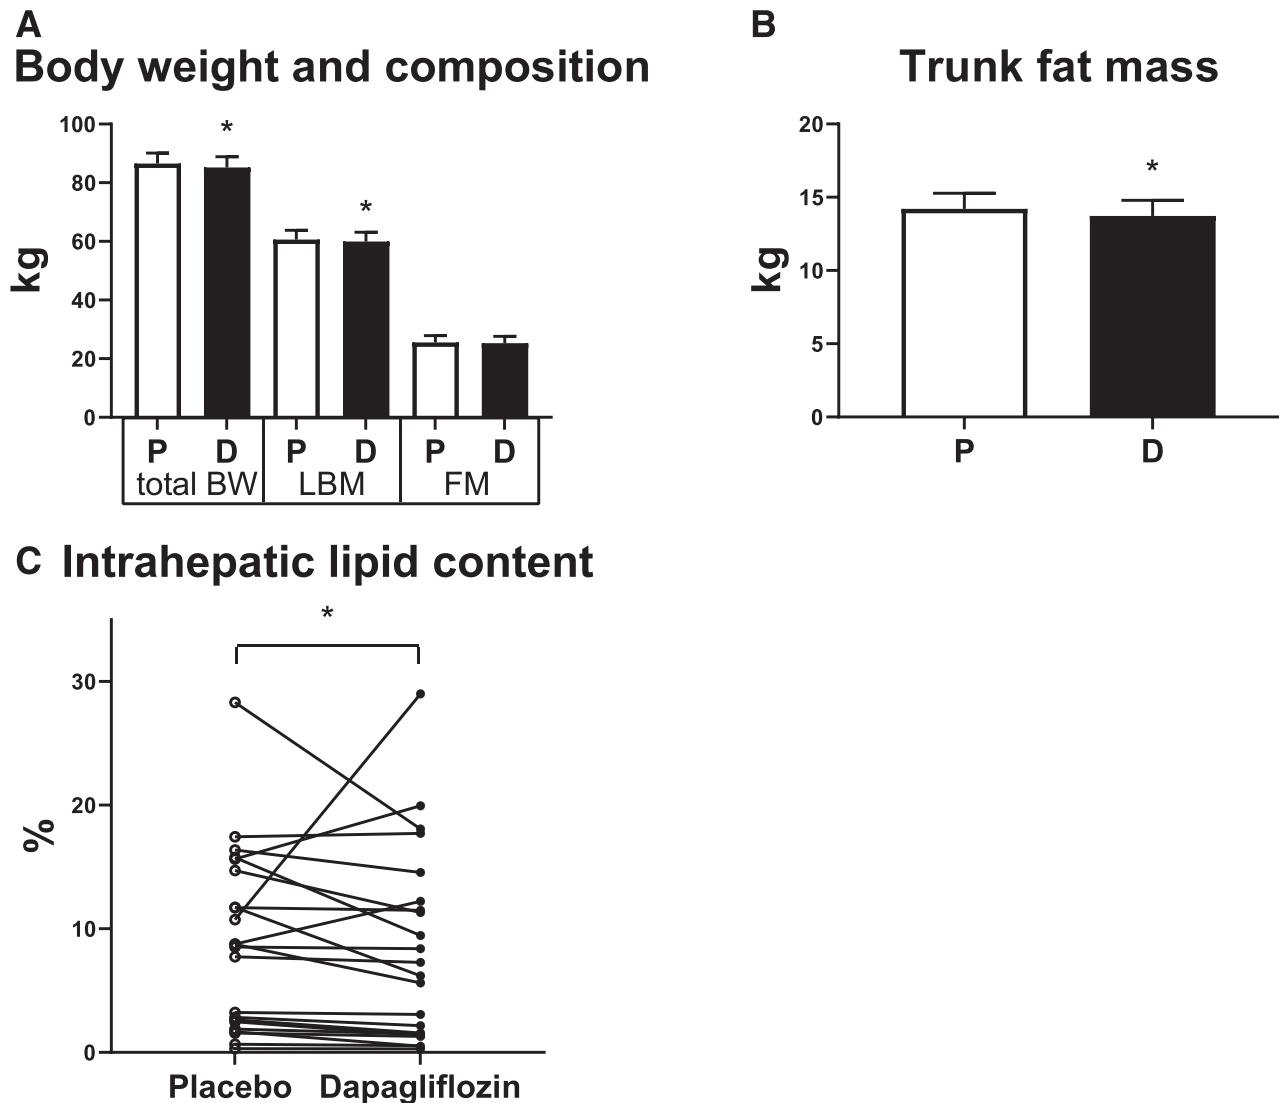 A
Body weight and composition
kg
100
80
60
40
20
0
*
*
P D P D P D
total BW LBM FM
B
Trunk fat mass
kg
20
15
10
5
0
*
P D
C Intrahepatic lipid content
*
%
30
20
10
0
Placebo Dapagliflozin